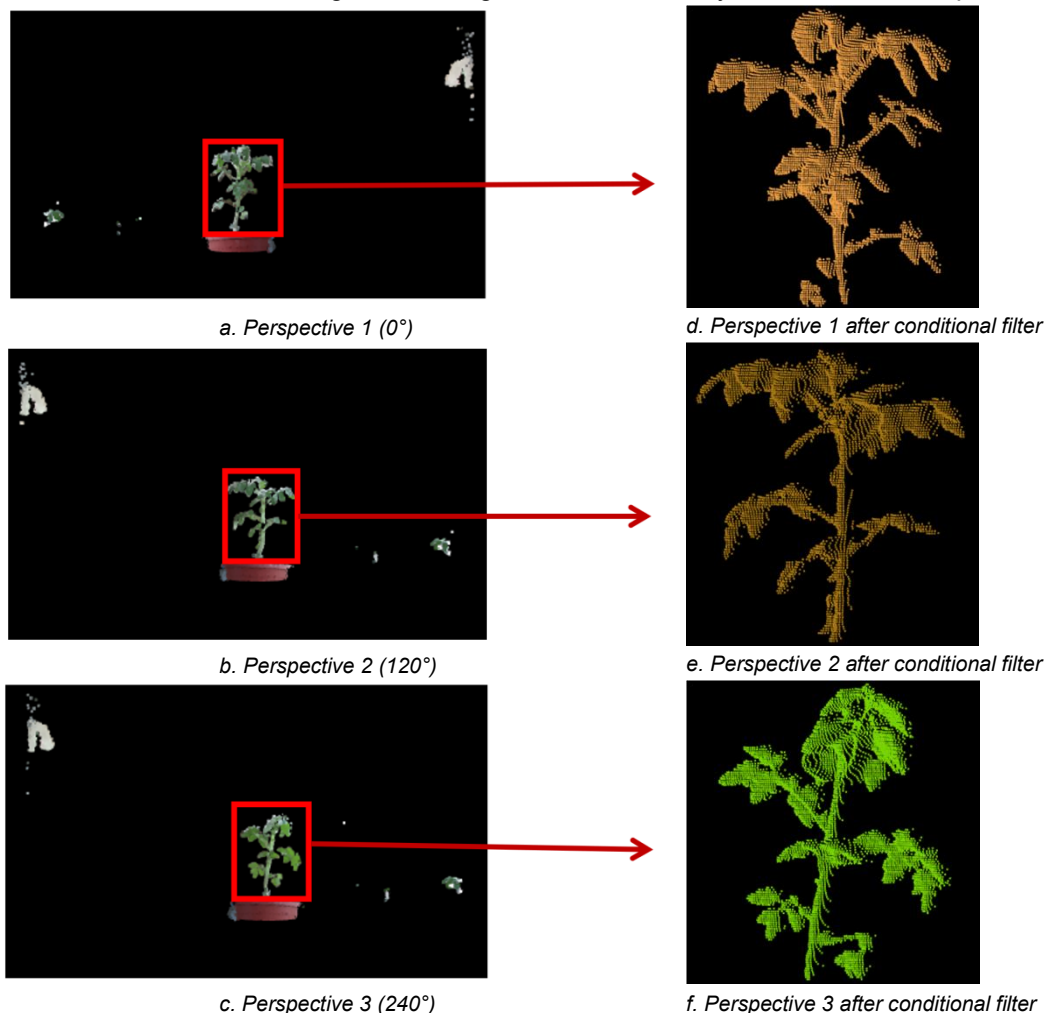 a. Perspective 1 (0°)
d. Perspective 1 after conditional filter
b. Perspective 2 (120°)
e. Perspective 2 after conditional filter
c. Perspective 3 (240°)
f. Perspective 3 after conditional filter